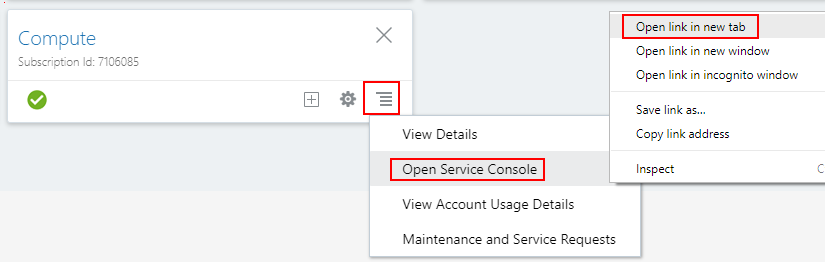 Compute
Subscription Id: 7106085
View Details
Open Service Console
View Account Usage Details
Maintenance and Service Requests
Open link in new tab
Open link in new window
Open link in incognito window
Save link as...
Copy link address
Inspect C